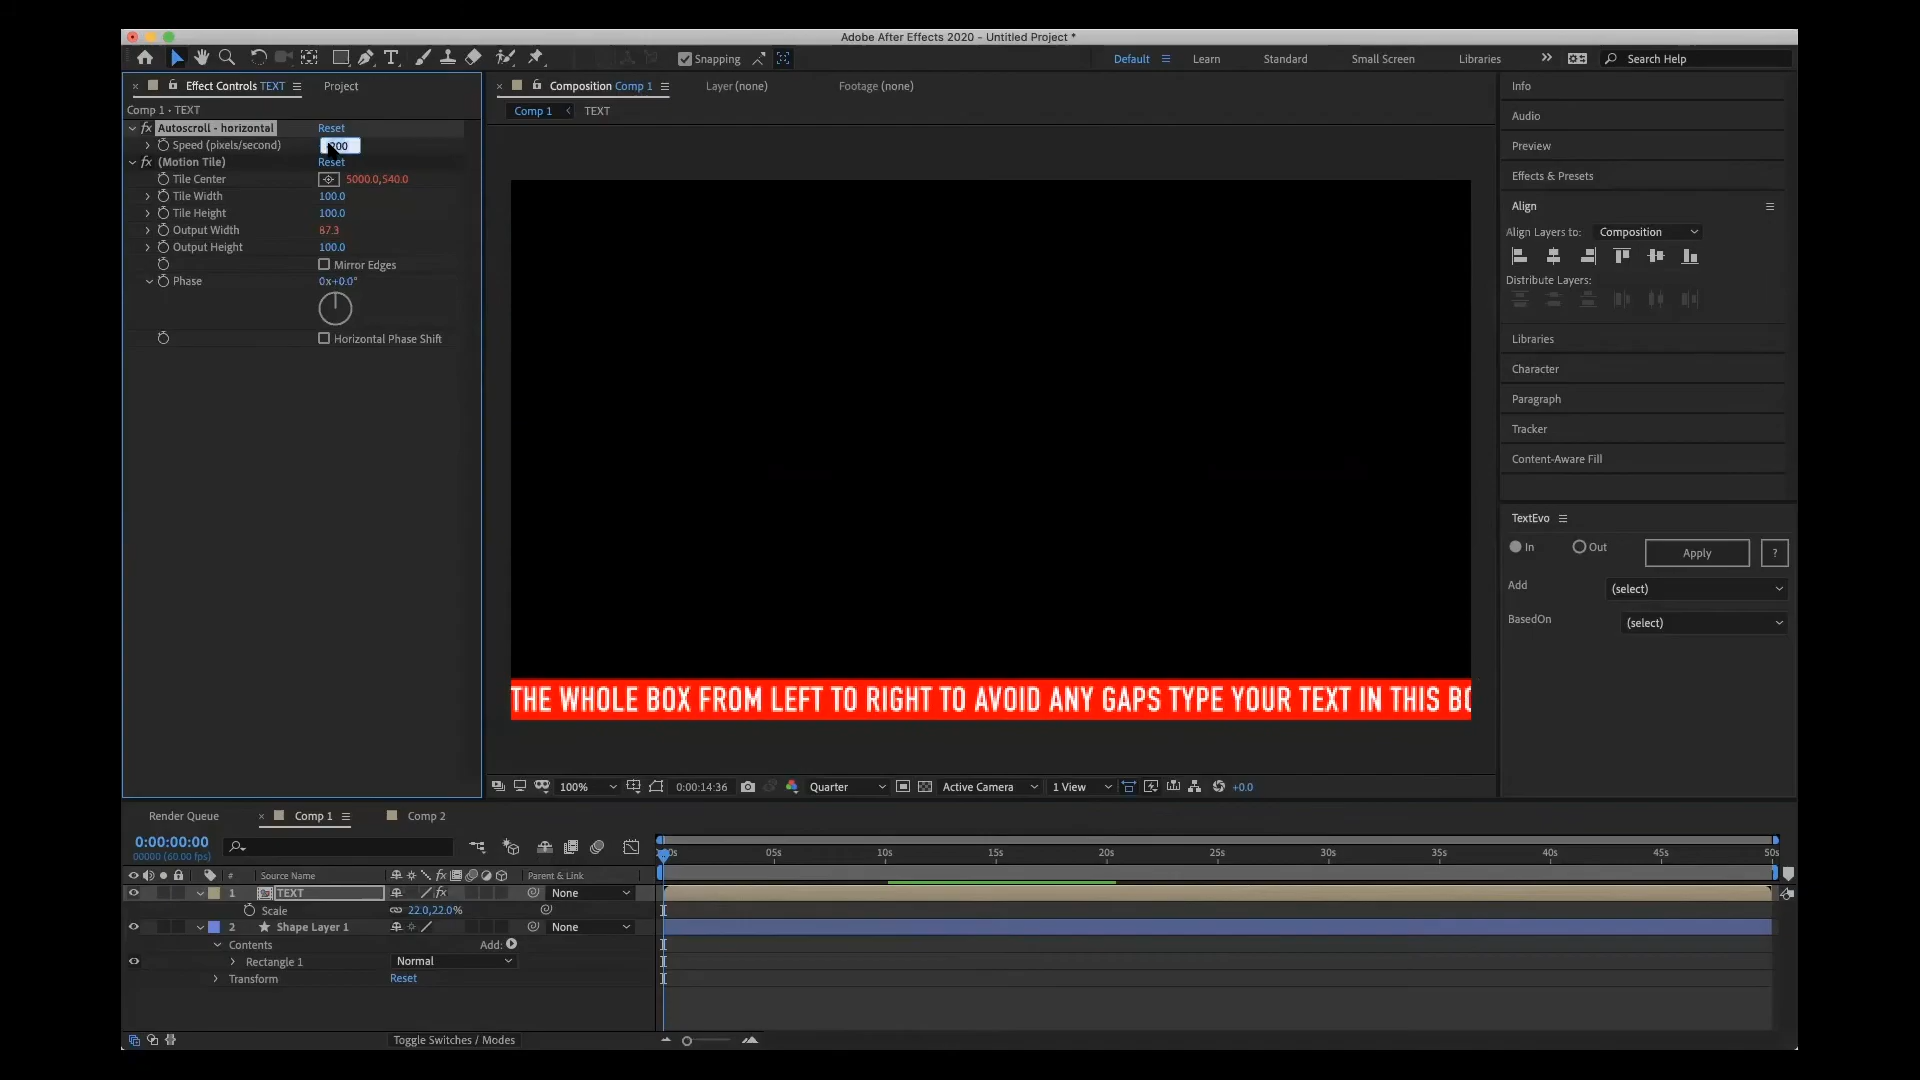 Adobe After Effects 2020 - Untitled Project *
Snapping
Default
Learn
Standard
Small Screen
Libraries
Search Help
Effect Controls TEXT
Project
Comp 1 • TEXT
fx Autoscroll - horizontal Reset
Speed (pixels/second)
fx (Motion Tile) Reset
Tile Center 5000.0,540.0
Tile Width 100.0
Tile Height 100.0
Output Width 87.3
Output Height 100.0
Mirror Edges
Phase 0x+0.0°
Horizontal Phase Shift
Composition Comp 1
Layer (none)
Footage (none)
Comp 1
TEXT
THE WHOLE BOX FROM LEFT TO RIGHT TO AVOID ANY GAPS TYPE YOUR TEXT IN THIS BO
100%
0:00:14:36
Quarter
Active Camera
1 View
+0.0
Info
Audio
Preview
Effects & Presets
Align
Align Layers to: Composition
Distribute Layers:
Libraries
Character
Paragraph
Tracker
Content-Aware Fill
TextEvo
In
Out
Apply
?
Add (select)
BasedOn (select)
Render Queue
Comp 1
Comp 2
0:00:00:00
00000 (60.00 fps)
05s 10s 15s 20s 25s 30s 35s 40s 45s 50s
# Source Name fx Parent & Link
1 TEXT fx None
Scale 22.0,22.0%
2 Shape Layer 1 None
Contents Add:
Rectangle 1 Normal
Transform Reset
Toggle Switches / Modes